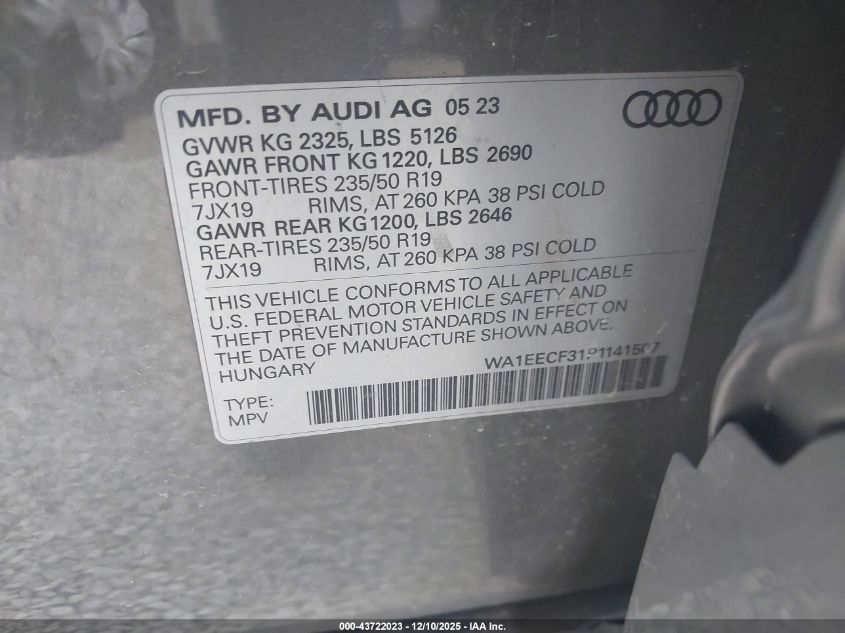 MFD. BY AUDI AG 05 23
GVWR KG 2325, LBS 5126
GAWR FRONT KG 1220, LBS 2690
FRONT-TIRES 235/50 R19
7JX19 RIMS, AT 260 KPA 38 PSI COLD
GAWR REAR KG 1200, LBS 2646
REAR-TIRES 235/50 R19
7JX19 RIMS, AT 260 KPA 38 PSI COLD
THIS VEHICLE CONFORMS TO ALL APPLICABLE
U.S. FEDERAL MOTOR VEHICLE SAFETY AND
THEFT PREVENTION STANDARDS IN EFFECT ON
THE DATE OF MANUFACTURE SHOWN ABOVE.
HUNGARY
TYPE:
MPV
000-43722023 – 12/10/2025 – IAA Inc.